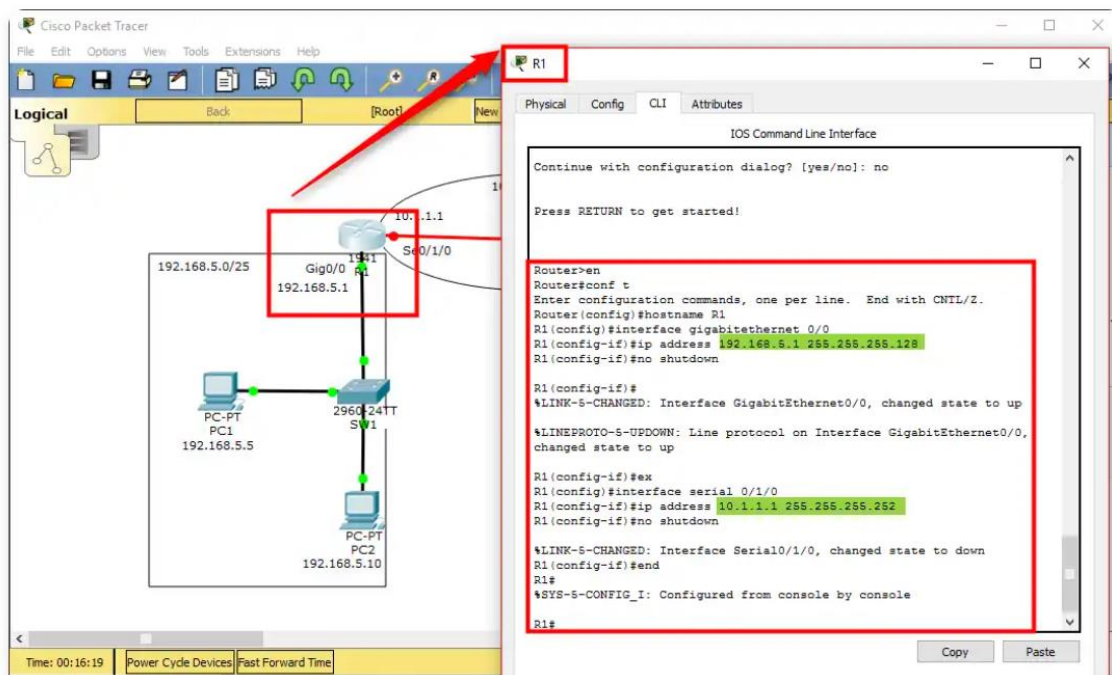 Cisco Packet Tracer
File Edit Options View Tools Extensions Help
Logical
Back
[Root]
New
10.1.1.1
Se0/1/0
1941
R1
192.168.5.0/25
Gig0/0
192.168.5.1
2960-24TT
SW1
PC-PT
PC1
192.168.5.5
PC-PT
PC2
192.168.5.10
Time: 00:16:19
Power Cycle Devices
Fast Forward Time
R1
Physical Config CLI Attributes
IOS Command Line Interface
Continue with configuration dialog? [yes/no]: no
Press RETURN to get started!
Router>en
Router#conf t
Enter configuration commands, one per line. End with CNTL/Z.
Router(config)#hostname R1
R1(config)#interface gigabitethernet 0/0
R1(config-if)#ip address 192.168.5.1 255.255.255.128
R1(config-if)#no shutdown
R1(config-if)#
%LINK-5-CHANGED: Interface GigabitEthernet0/0, changed state to up
%LINEPROTO-5-UPDOWN: Line protocol on Interface GigabitEthernet0/0,
changed state to up
R1(config-if)#ex
R1(config)#interface serial 0/1/0
R1(config-if)#ip address 10.1.1.1 255.255.255.252
R1(config-if)#no shutdown
%LINK-5-CHANGED: Interface Serial0/1/0, changed state to down
R1(config-if)#end
R1#
%SYS-5-CONFIG_I: Configured from console by console
R1#
Copy
Paste